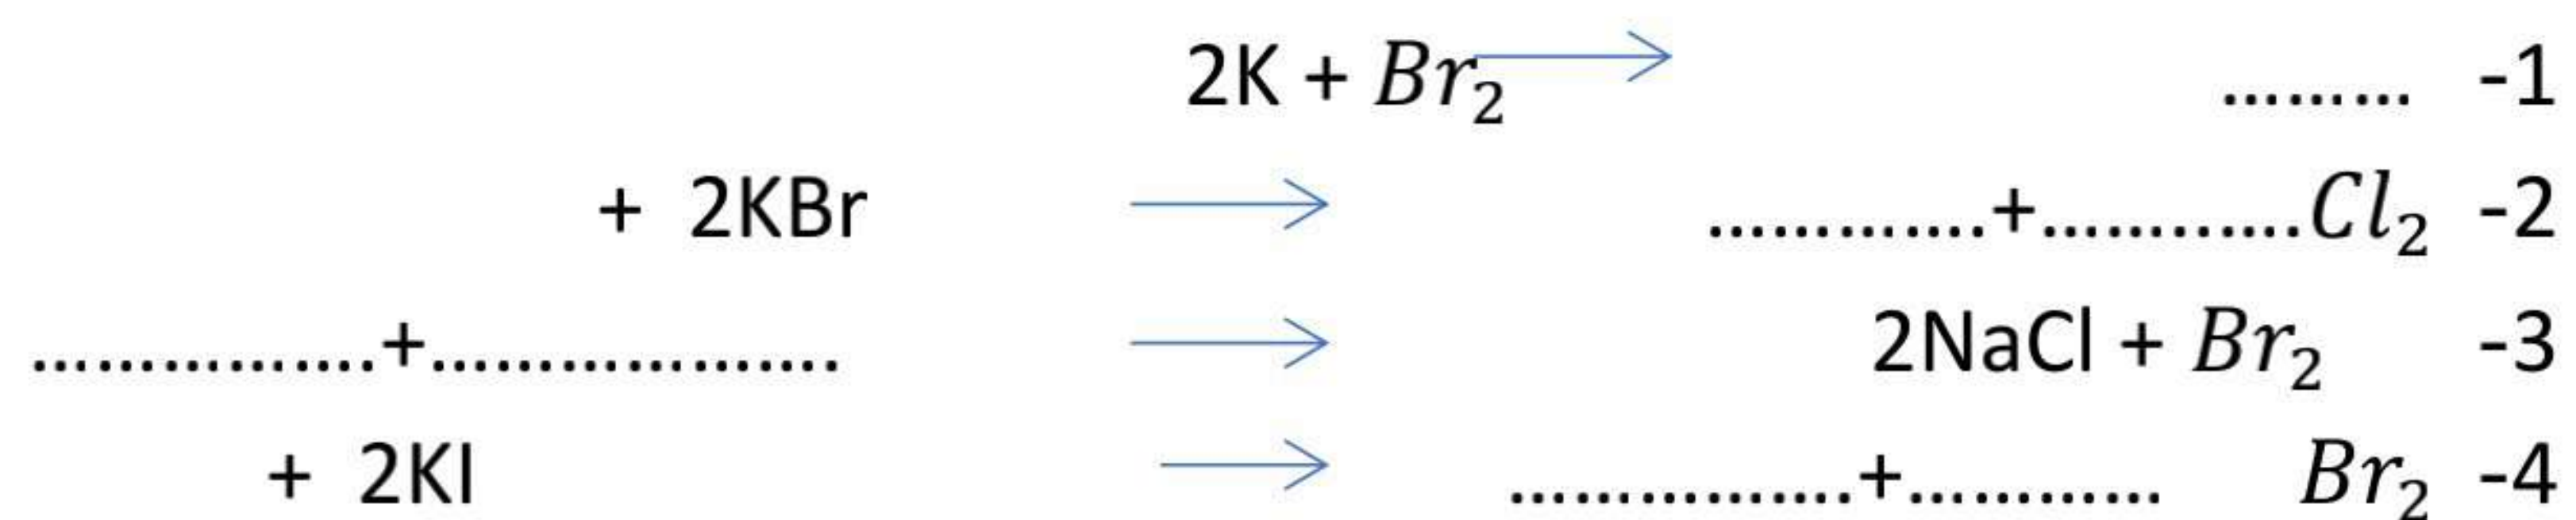 2K + Br₂ → ......... -1
+ 2KBr → .............+............Cl₂ -2
................+................... → 2NaCl + Br₂ -3
+ 2KI → ................+............ Br₂ -4